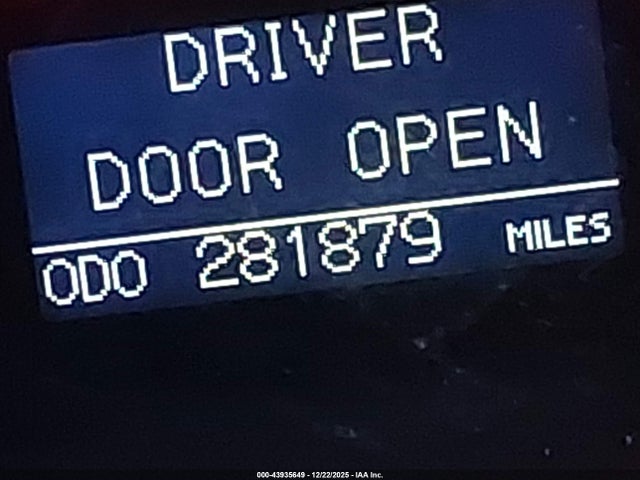 DRIVER
DOOR OPEN
ODO 281879 MILES
000-43935649 - 12/22/2025 - IAA Inc.